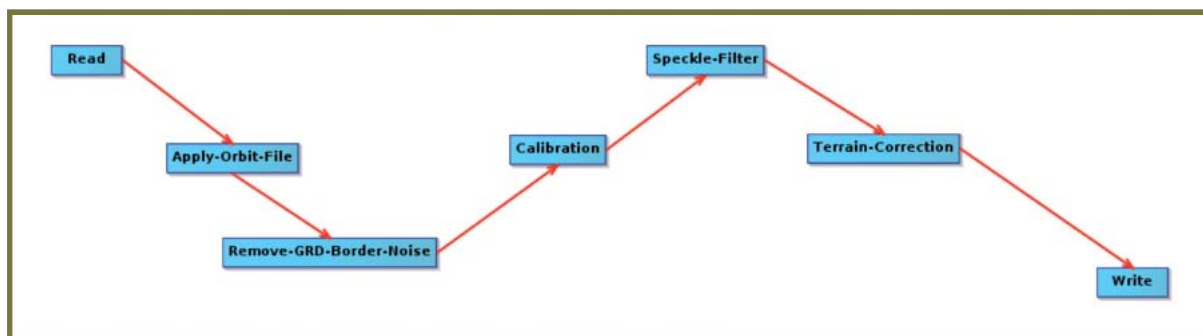 Read
Apply-Orbit-File
Remove-GRD-Border-Noise
Calibration
Speckle-Filter
Terrain-Correction
Write